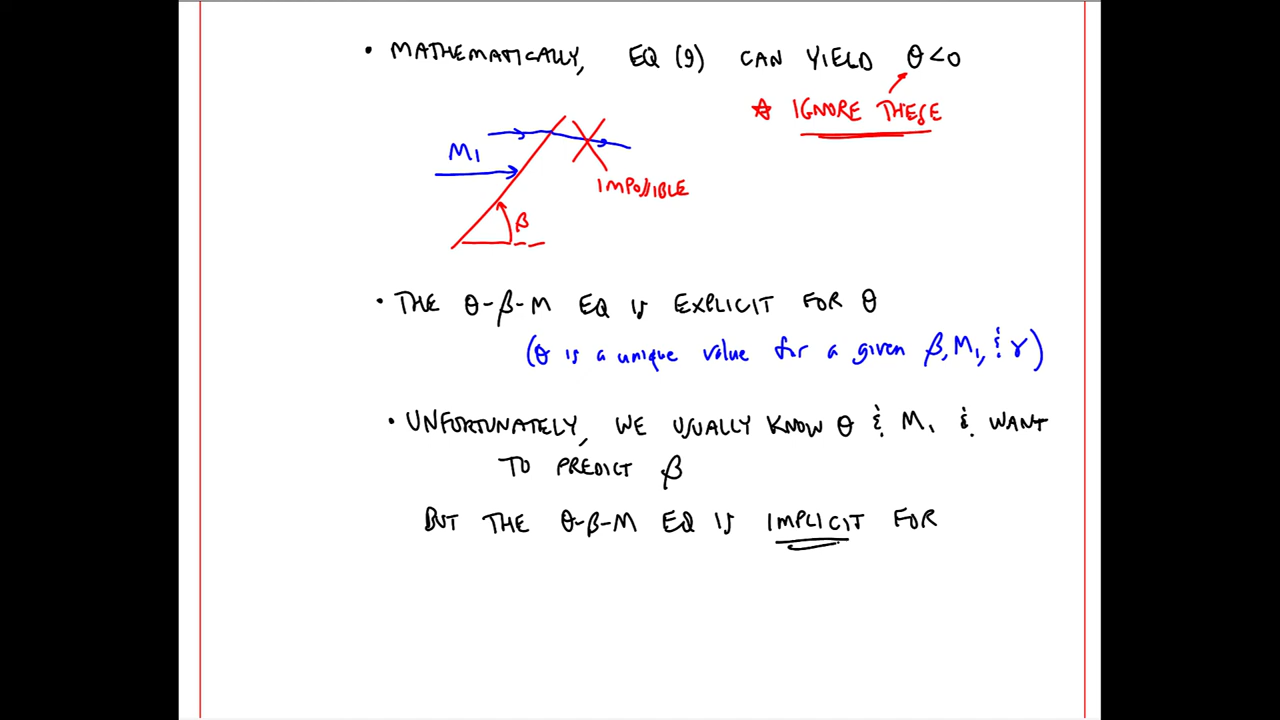 • MATHEMATICALLY, EQ (9) CAN YIELD θ<0
☆ IGNORE THESE
M1
IMPOSSIBLE
β
• THE θ-β-M EQ IS EXPLICIT FOR θ
(θ is a unique value for a given β, M1, & γ)
• UNFORTUNATELY, WE USUALLY KNOW θ & M1 & WANT
TO PREDICT β
BUT THE θ-β-M EQ IS IMPLICIT FOR